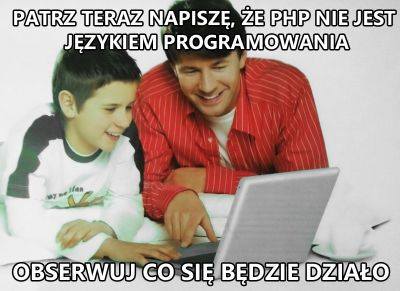 PATRZ TERAZ NAPISZĘ, ŻE PHP NIE JEST
JĘZYKIEM PROGRAMOWANIA
OBSERWUJ CO SIĘ BĘDZIE DZIAŁO